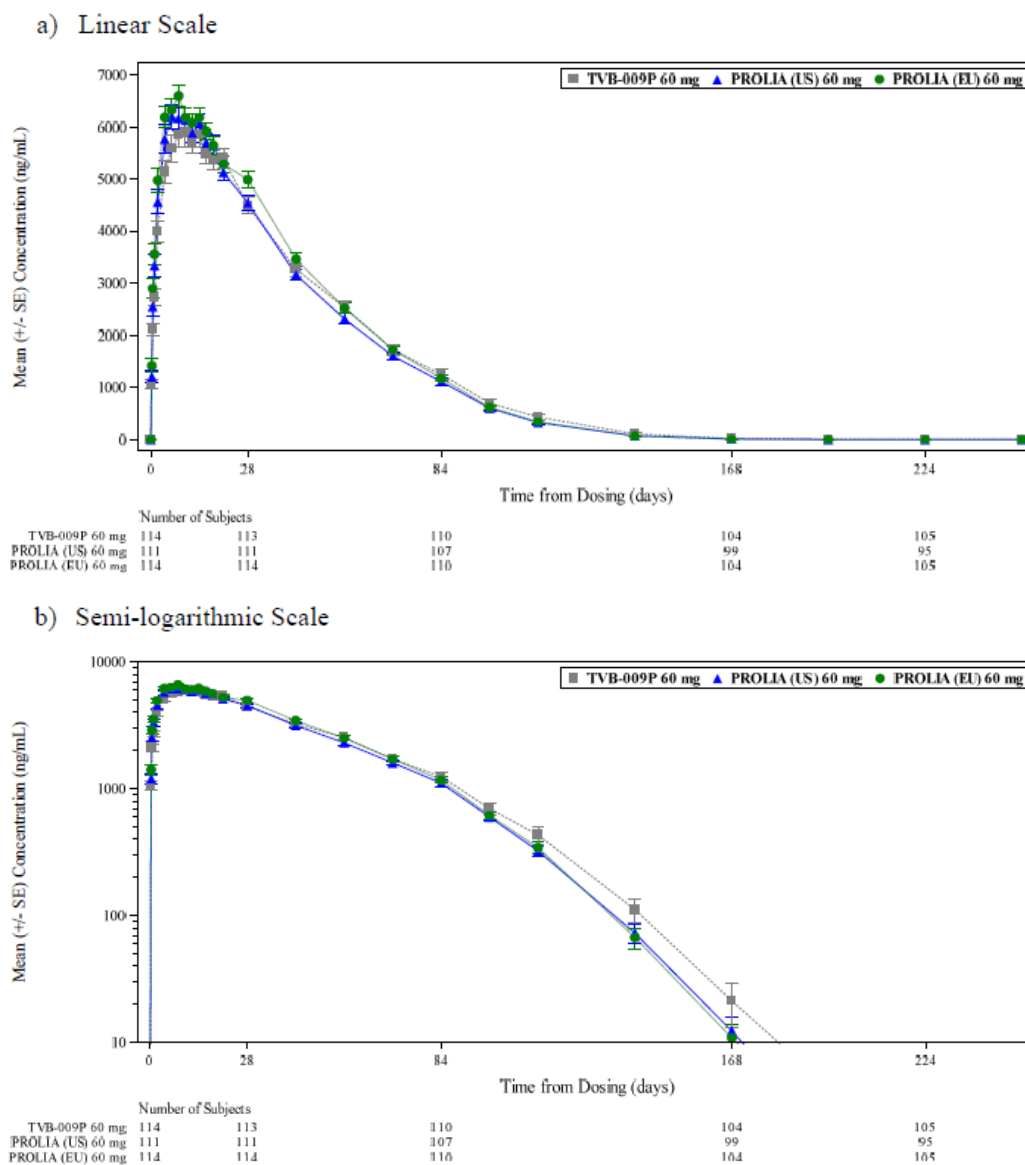 a) Linear Scale
TVB-009P 60 mg PROLIA (US) 60 mg PROLIA (EU) 60 mg
7000
6000
5000
4000
3000
2000
1000
0
Mean (+/- SE) Concentration (ng/mL)
0 28 84 168 224
Time from Dosing (days)
Number of Subjects
TVB-009P 60 mg 114 113 110 104 105
PROLIA (US) 60 mg 111 111 107 99 95
PROLIA (EU) 60 mg 114 114 110 104 105
b) Semi-logarithmic Scale
TVB-009P 60 mg PROLIA (US) 60 mg PROLIA (EU) 60 mg
10000
1000
100
10
Mean (+/- SE) Concentration (ng/mL)
0 28 84 168 224
Time from Dosing (days)
Number of Subjects
TVB-009P 60 mg 114 113 110 104 105
PROLIA (US) 60 mg 111 111 107 99 95
PROLIA (EU) 60 mg 114 114 110 104 105